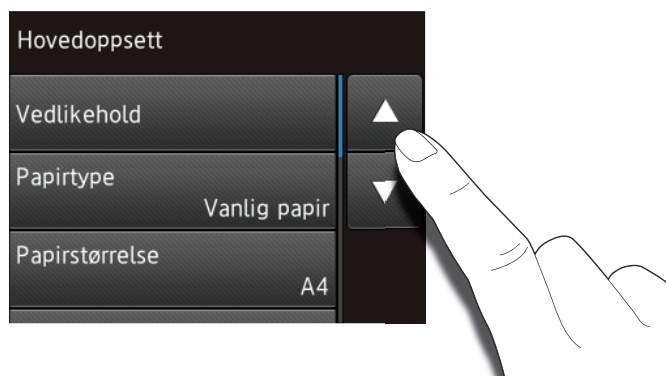 Hovedoppsett
Vedlikehold
Papirtype
Vanlig papir
Papirstørrelse
A4